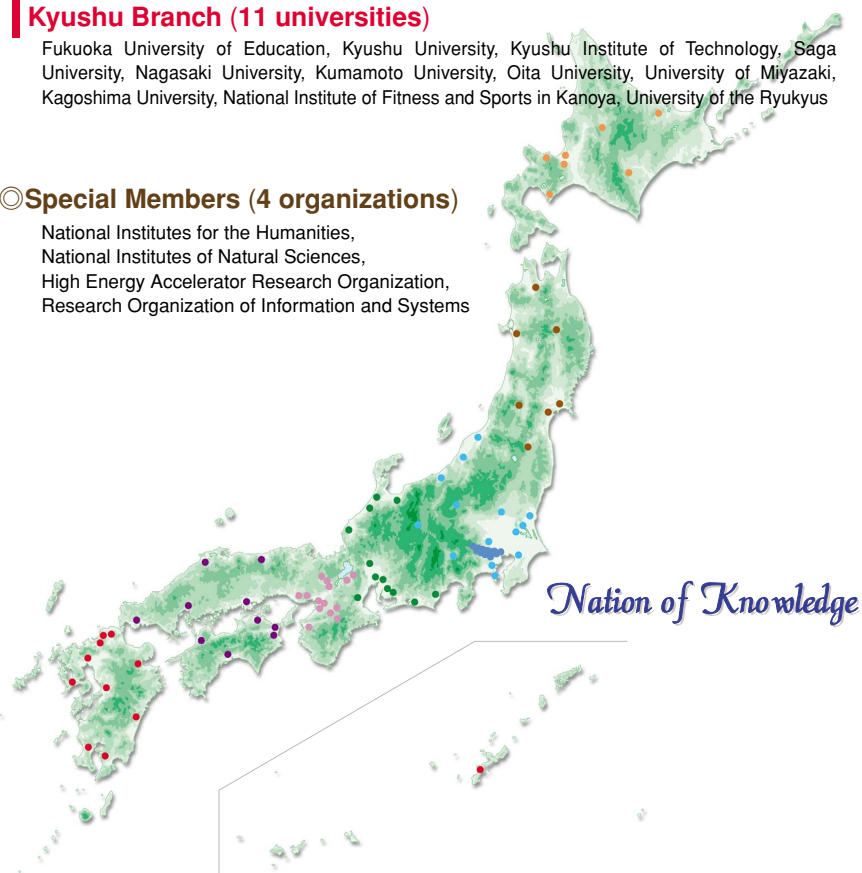 Kyushu Branch (11 universities)
Fukuoka University of Education, Kyushu University, Kyushu Institute of Technology, Saga
University, Nagasaki University, Kumamoto University, Oita University, University of Miyazaki,
Kagoshima University, National Institute of Fitness and Sports in Kanoya, University of the Ryukyus
◎Special Members (4 organizations)
National Institutes for the Humanities,
National Institutes of Natural Sciences,
High Energy Accelerator Research Organization,
Research Organization of Information and Systems
Nation of Knowledge